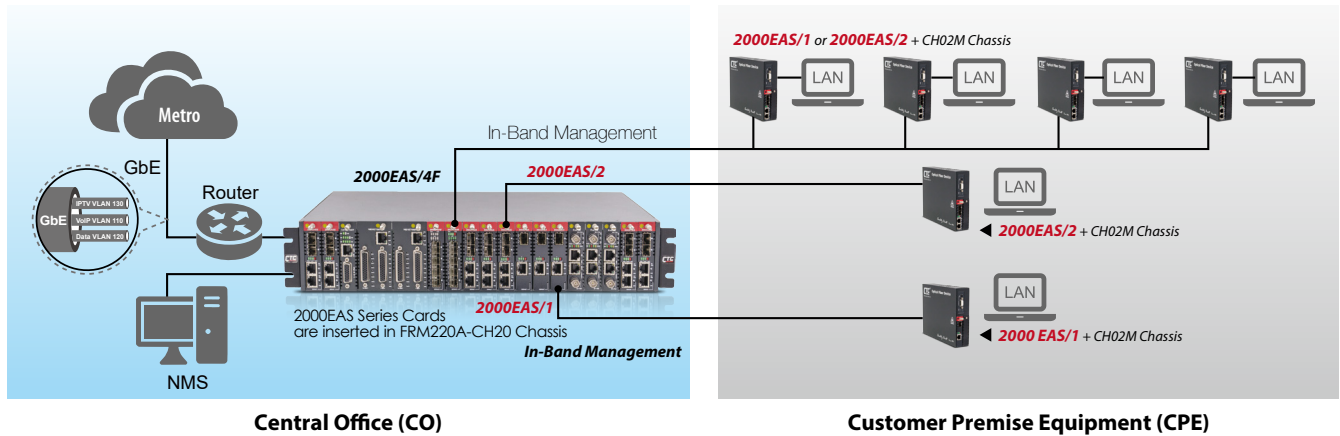 Metro
GbE
GbE
IPTV VLAN 130
VoIP VLAN 110
Data VLAN 120
Router
2000EAS/4F
In-Band Management
2000EAS/2
CTC
CTC
2000EAS Series Cards
are inserted in FRM220A-CH20 Chassis
2000EAS/1
In-Band Management
NMS
Central Office (CO)
2000EAS/1 or 2000EAS/2 + CH02M Chassis
LAN
LAN
LAN
LAN
LAN
2000EAS/2 + CH02M Chassis
LAN
2000 EAS/1 + CH02M Chassis
Customer Premise Equipment (CPE)